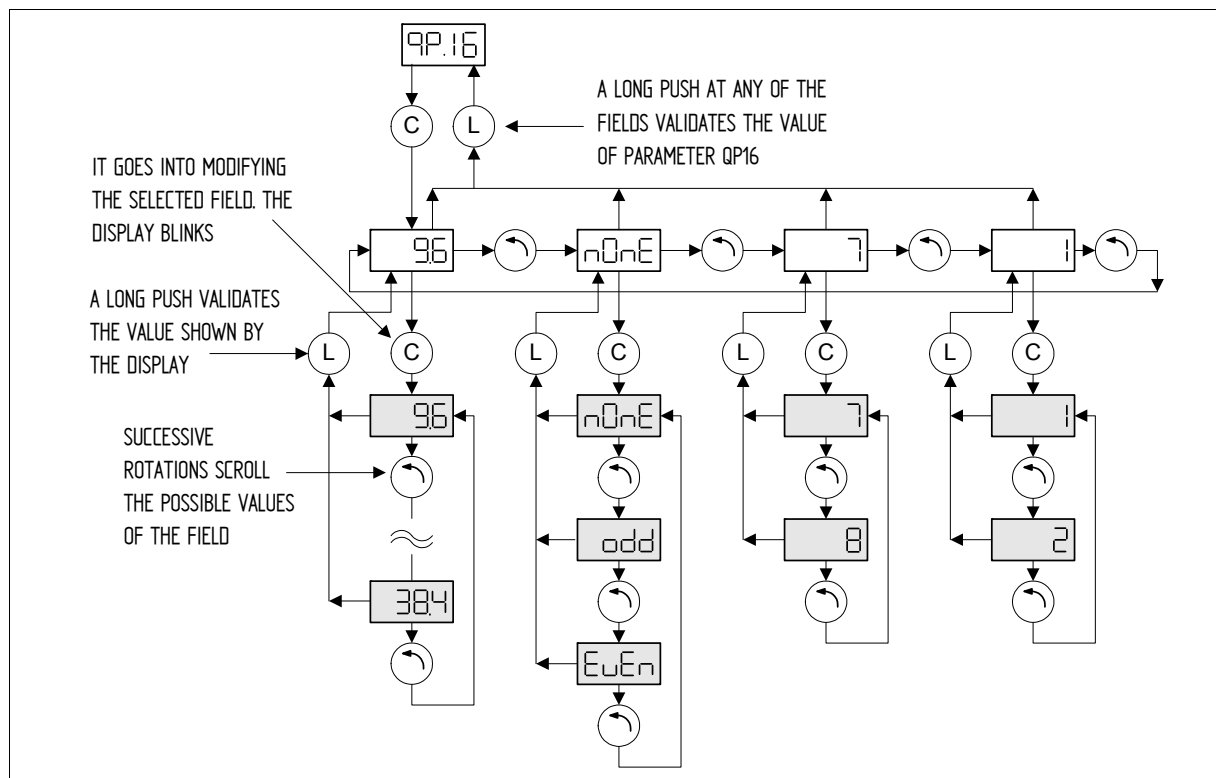 qP.16
C
L
A LONG PUSH AT ANY OF THE
FIELDS VALIDATES THE VALUE
OF PARAMETER QP16
IT GOES INTO MODIFYING
THE SELECTED FIELD. THE
DISPLAY BLINKS
9.6
nOnE
7
1
A LONG PUSH VALIDATES
THE VALUE SHOWN BY
THE DISPLAY
L
C
L
C
L
C
L
C
9.6
nOnE
7
1
SUCCESSIVE
ROTATIONS SCROLL
THE POSSIBLE VALUES
OF THE FIELD
odd
8
2
38.4
EvEn